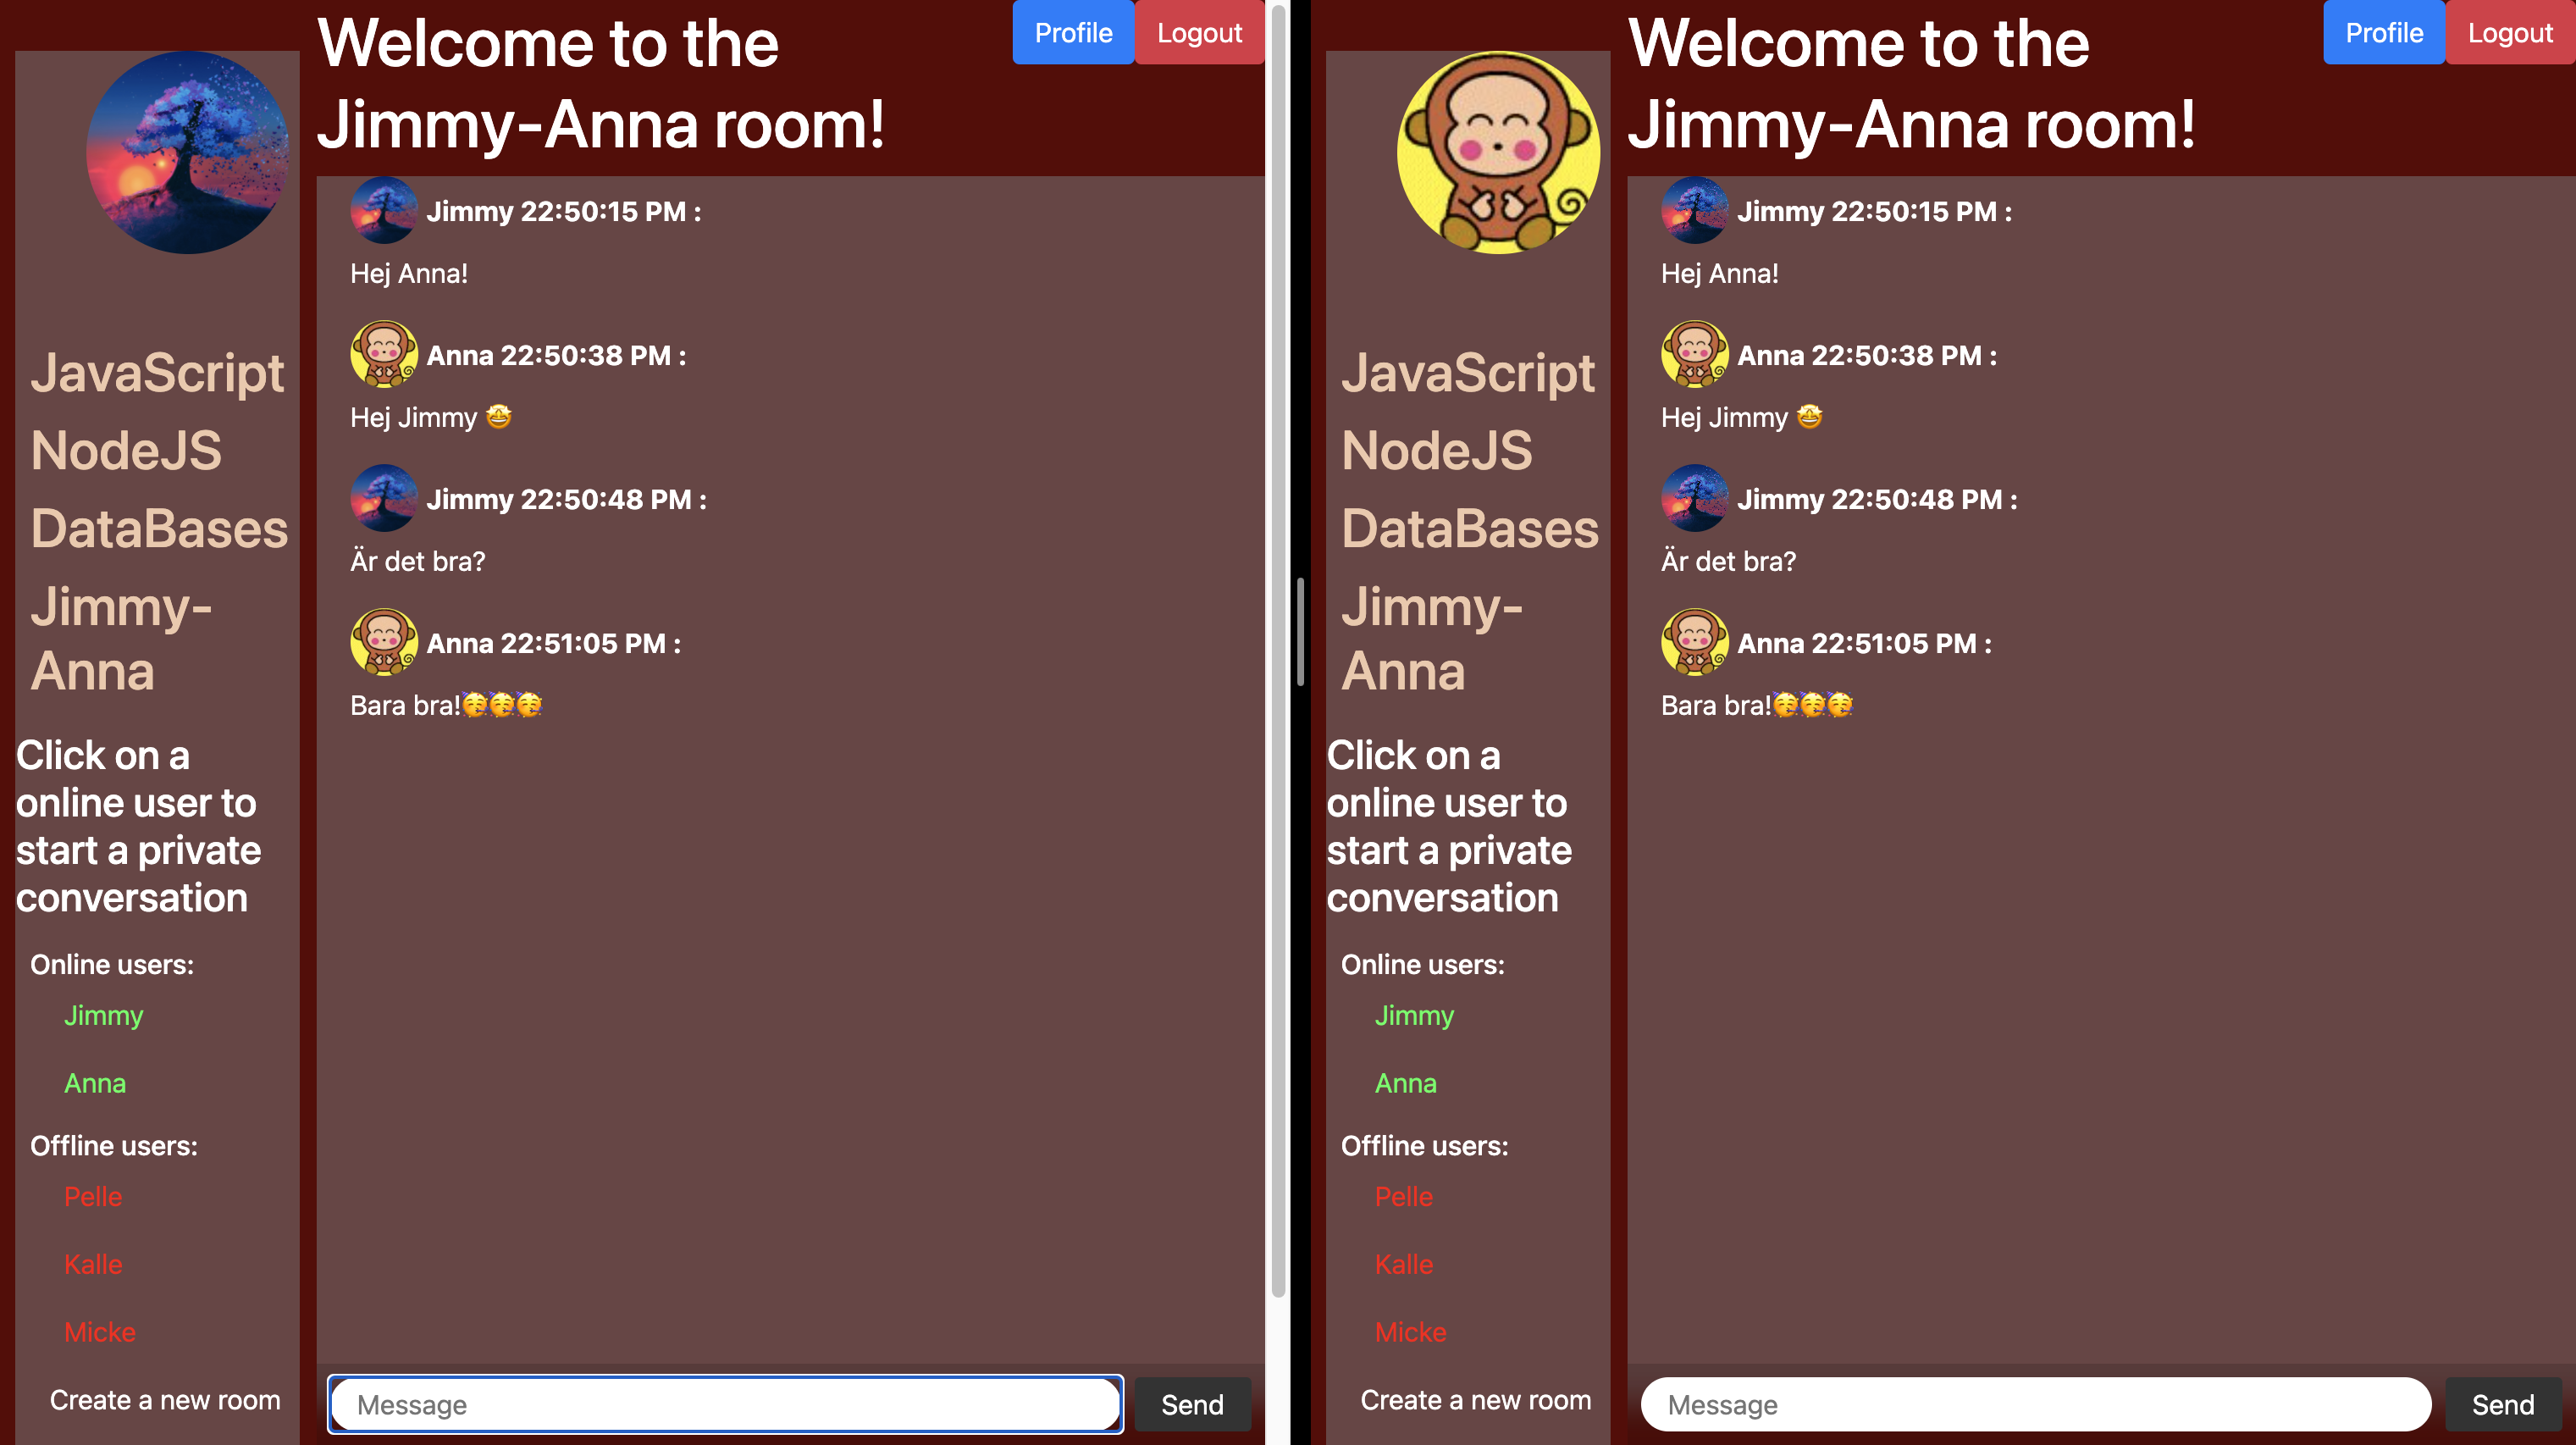 JavaScript
NodeJS
DataBases
Jimmy-
Anna
Click on a
online user to
start a private
conversation
Online users:
Jimmy
Anna
Offline users:
Pelle
Kalle
Micke
Create a new room
Welcome to the
Jimmy-Anna room!
Profile Logout
Jimmy 22:50:15 PM :
Hej Anna!
Anna 22:50:38 PM :
Hej Jimmy 🤩
Jimmy 22:50:48 PM :
Är det bra?
Anna 22:51:05 PM :
Bara bra!🥳🥳🥳
Message Send
JavaScript
NodeJS
DataBases
Jimmy-
Anna
Click on a
online user to
start a private
conversation
Online users:
Jimmy
Anna
Offline users:
Pelle
Kalle
Micke
Create a new room
Welcome to the
Jimmy-Anna room!
Profile Logout
Jimmy 22:50:15 PM :
Hej Anna!
Anna 22:50:38 PM :
Hej Jimmy 🤩
Jimmy 22:50:48 PM :
Är det bra?
Anna 22:51:05 PM :
Bara bra!🥳🥳🥳
Message Send